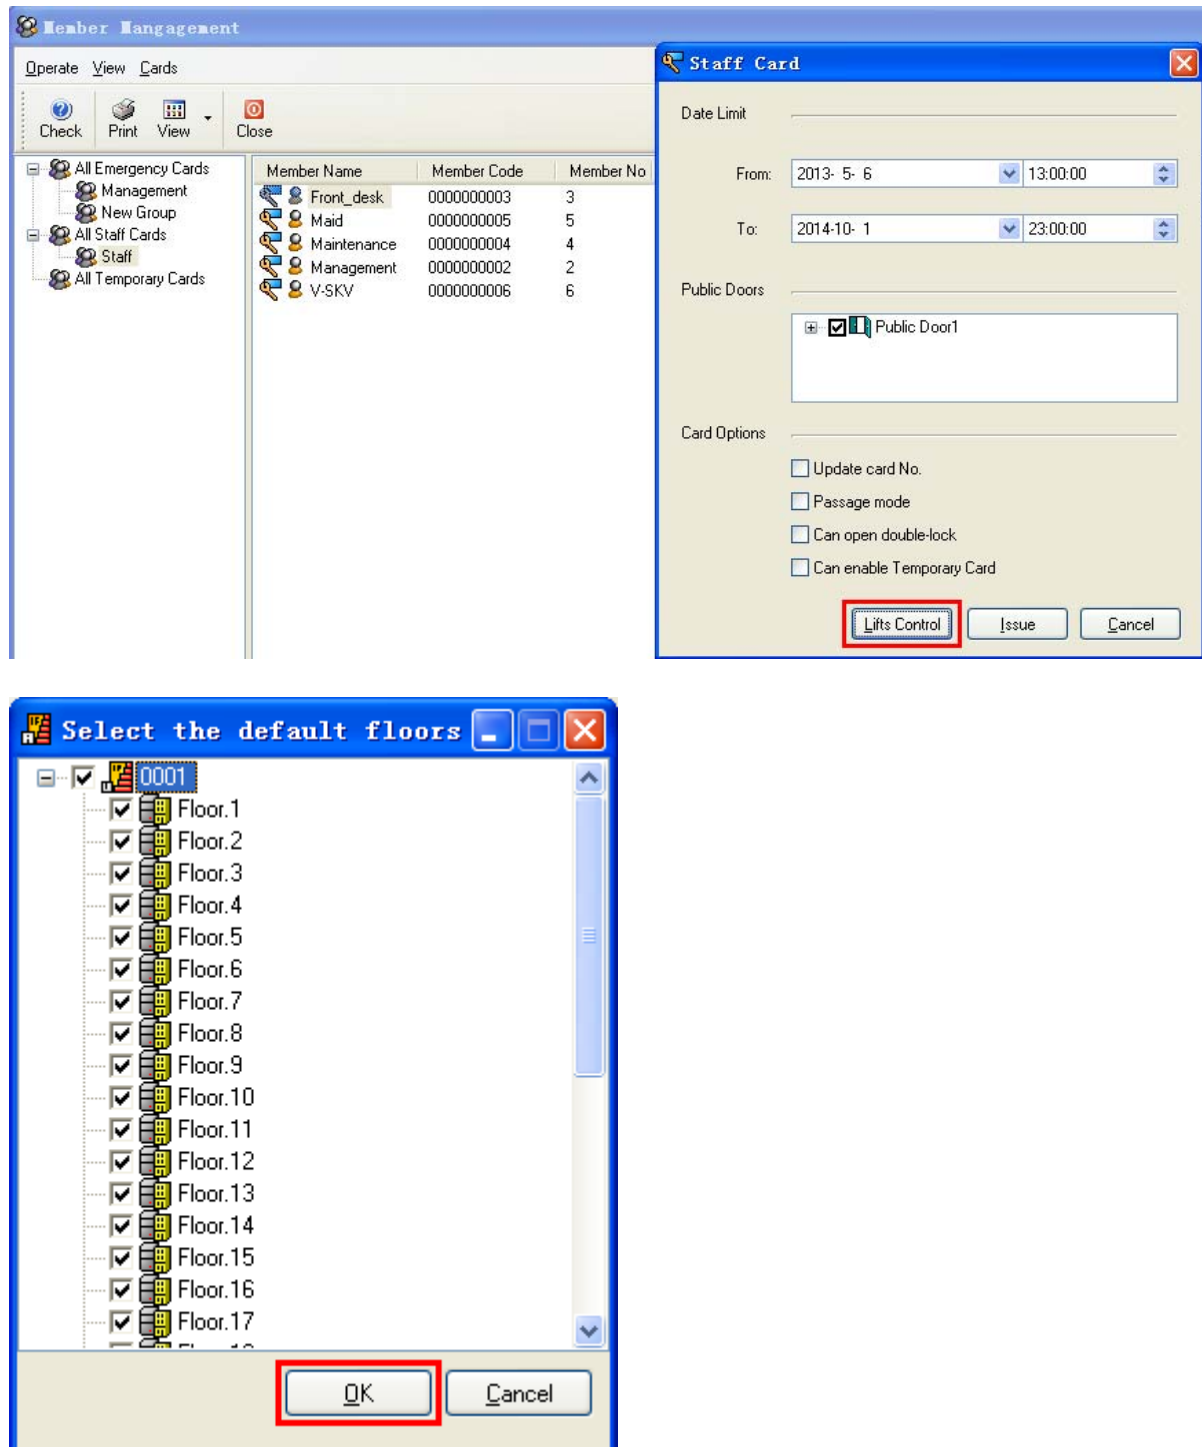 Member Mangagement
Operate View Cards
Check Print View Close
All Emergency Cards
Management
New Group
All Staff Cards
Staff
All Temporary Cards
Member Name Member Code Member No
Front_desk 0000000003 3
Maid 0000000005 5
Maintenance 0000000004 4
Management 0000000002 2
V-SKV 0000000006 6
Staff Card
Date Limit
From: 2013- 5- 6 13:00:00
To: 2014-10- 1 23:00:00
Public Doors
Public Door1
Card Options
Update card No.
Passage mode
Can open double-lock
Can enable Temporary Card
Lifts Control Issue Cancel
Select the default floors
0001
Floor.1
Floor.2
Floor.3
Floor.4
Floor.5
Floor.6
Floor.7
Floor.8
Floor.9
Floor.10
Floor.11
Floor.12
Floor.13
Floor.14
Floor.15
Floor.16
Floor.17
OK Cancel